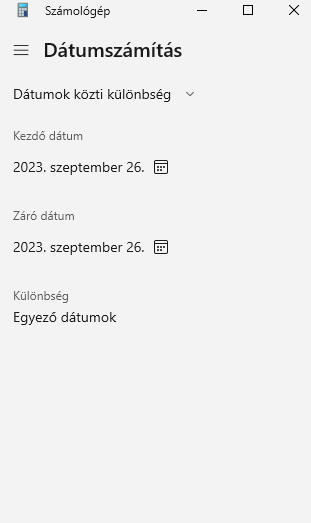 Számológép
Dátumszámítás
Dátumok közti különbség
Kezdő dátum
2023. szeptember 26.
Záró dátum
2023. szeptember 26.
Különbség
Egyező dátumok